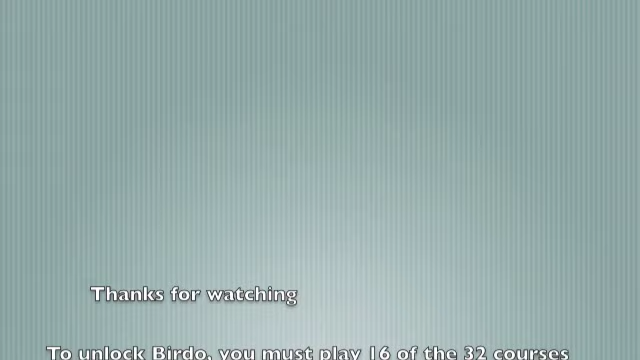 Thanks for watching
To unlock Birdo, you must play 16 of the 32 courses